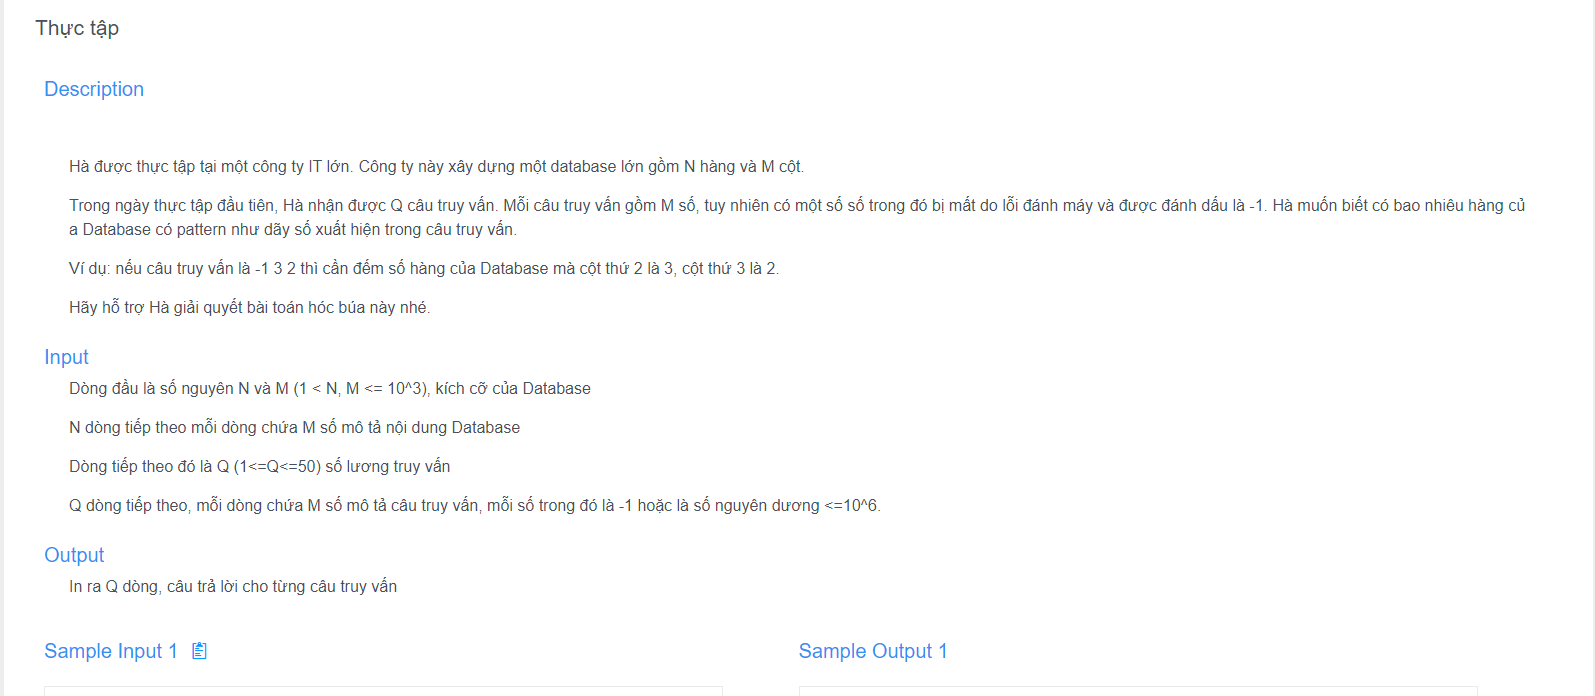 Thực tập
Description
Hà được thực tập tại một công ty IT lớn. Công ty này xây dựng một database lớn gồm N hàng và M cột.
Trong ngày thực tập đầu tiên, Hà nhận được Q câu truy vấn. Mỗi câu truy vấn gồm M số, tuy nhiên có một số số trong đó bị mất do lỗi đánh máy và được đánh dấu là -1. Hà muốn biết có bao nhiêu hàng củ
a Database có pattern như dãy số xuất hiện trong câu truy vấn.
Ví dụ: nếu câu truy vấn là -1 3 2 thì cần đếm số hàng của Database mà cột thứ 2 là 3, cột thứ 3 là 2.
Hãy hỗ trợ Hà giải quyết bài toán hóc búa này nhé.
Input
Dòng đầu là số nguyên N và M (1 < N, M <= 10^3), kích cỡ của Database
N dòng tiếp theo mỗi dòng chứa M số mô tả nội dung Database
Dòng tiếp theo đó là Q (1<=Q<=50) số lương truy vấn
Q dòng tiếp theo, mỗi dòng chứa M số mô tả câu truy vấn, mỗi số trong đó là -1 hoặc là số nguyên dương <=10^6.
Output
In ra Q dòng, câu trả lời cho từng câu truy vấn
Sample Input 1
Sample Output 1